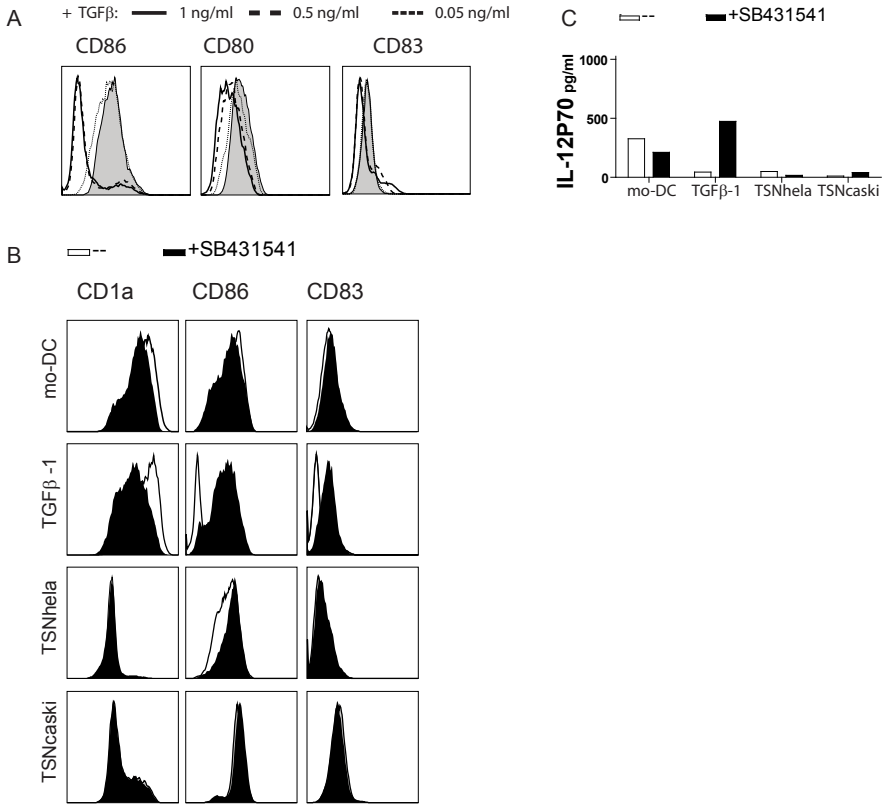 A
+ TGFβ: 1 ng/ml 0.5 ng/ml 0.05 ng/ml
CD86 CD80 CD83
C
-- +SB431541
IL-12P70 pg/ml
1000
500
0
mo-DC TGFβ-1 TSNhela TSNcaski
B
-- +SB431541
CD1a CD86 CD83
mo-DC
TGFβ -1
TSNhela
TSNcaski